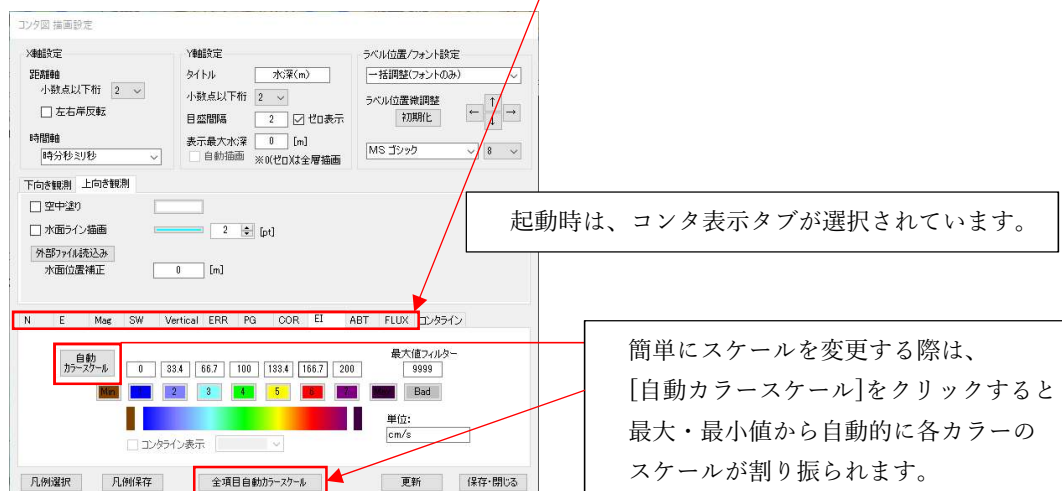 コンタ図 描画設定
X軸設定
距離軸
小数点以下桁 2
左右岸反転
時間軸
時分秒ミリ秒
Y軸設定
タイトル 水深(m)
小数点以下桁 2
目盛間隔 2 ゼロ表示
表示最大水深 0 [m]
自動描画 ※0(ゼロ)は全層描画
ラベル位置/フォント設定
一括調整(フォントのみ)
ラベル位置微調整
初期化 ← ↑ ↓ →
MS ゴシック 8
下向き観測 上向き観測
空中塗り
水面ライン描画 2 [pt]
外部ファイル読込み
水面位置補正 0 [m]
起動時は、コンタ表示タブが選択されています。
N E Mag SW Vertical ERR PG COR EI ABT FLUX コンタライン
自動
カラースケール
0 33.4 66.7 100 133.4 166.7 200
最大値フィルター
9999
Min 2 3 4 5 Bad
単位:
cm/s
コンタライン表示
凡例選択 凡例保存 全項目自動カラースケール 更新 保存・閉じる
簡単にスケールを変更する際は、
[自動カラースケール]をクリックすると
最大・最小値から自動的に各カラーの
スケールが割り振られます。